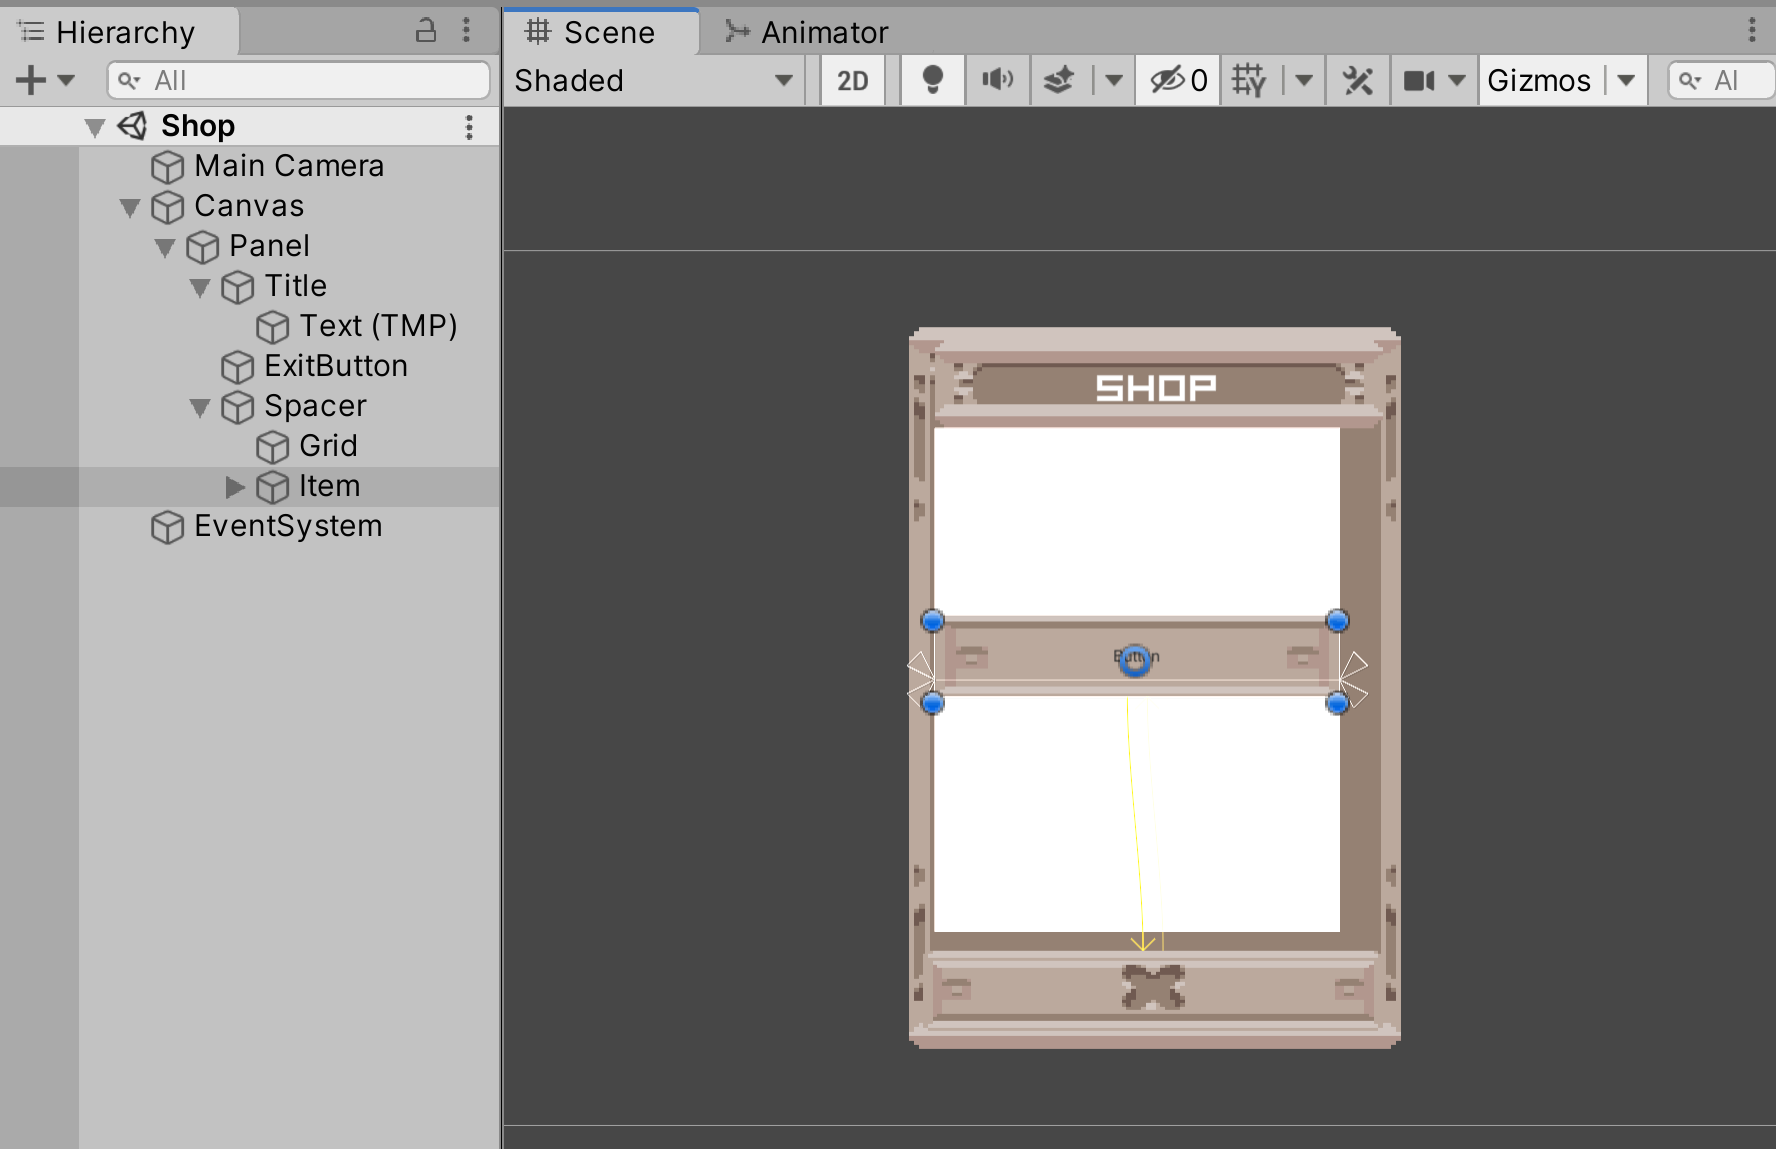 Hierarchy
All
Shop
Main Camera
Canvas
Panel
Title
Text (TMP)
ExitButton
Spacer
Grid
Item
EventSystem
Scene
Animator
Shaded
2D
0
Gizmos
Al
SHOP
Button